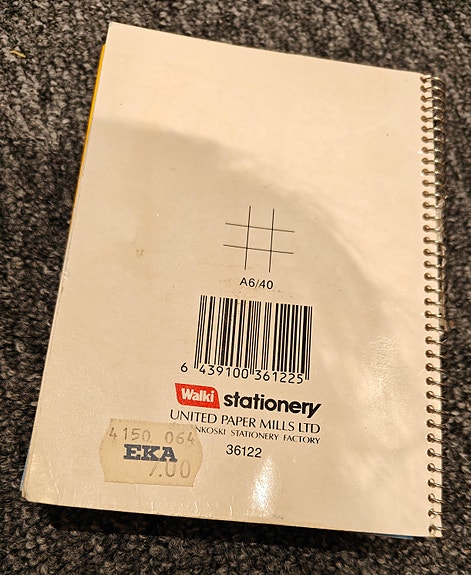 A6/40
6 439100 361225
Walki stationery
UNITED PAPER MILLS LTD
STATIONERY FACTORY
36122
4150 064
EKA
7.00